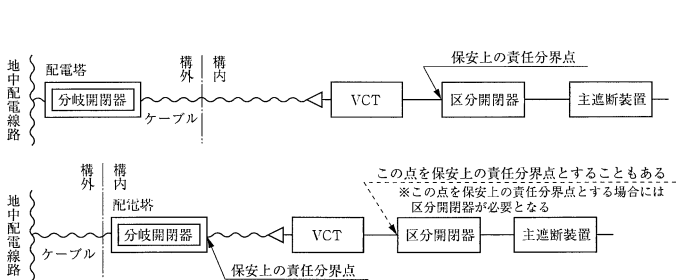 地中配電線路
配電塔
分岐開閉器
ケーブル
構外
構内
VCT
保安上の責任分界点
区分開閉器
主遮断装置
地中配電線路
ケーブル
構外
構内
配電塔
分岐開閉器
保安上の責任分界点
VCT
この点を保安上の責任分界点とすることもある
※この点を保安上の責任分界点とする場合には
区分開閉器が必要となる
区分開閉器
主遮断装置